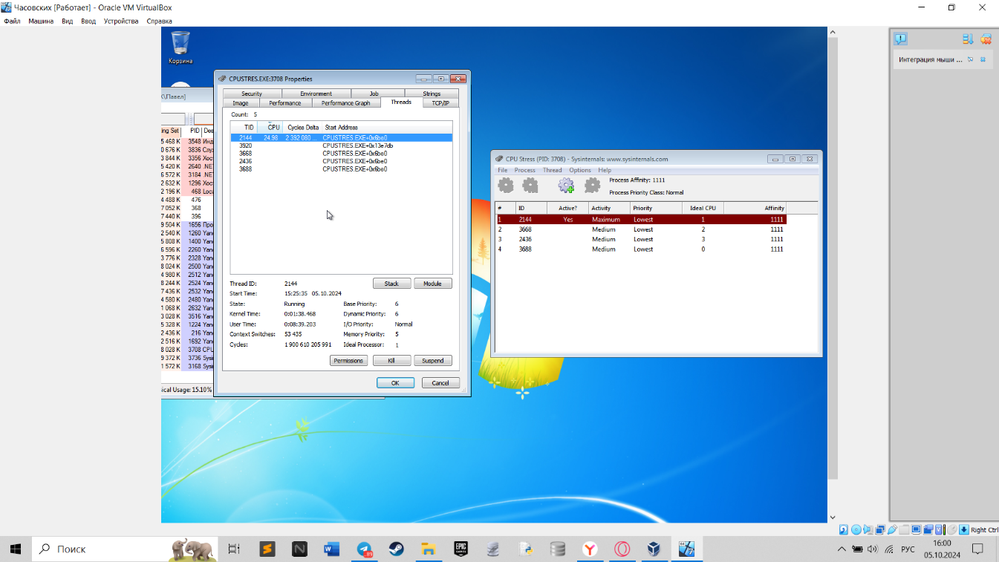 Часовских [Работает] - Oracle VM VirtualBox
Файл Машина Вид Ввод Устройства Справка
Корзина
Интеграция мыши ...
\Павел]
CPUSTRES.EXE:3708 Properties
Security Environment Job Strings
Image Performance Performance Graph Threads TCP/IP
Count: 5
TID CPU Cycles Delta Start Address
2144 24.98 2 392 080 ... CPUSTRES.EXE+0x6be0
3920 CPUSTRES.EXE+0x13e7db
3668 CPUSTRES.EXE+0x6be0
2436 CPUSTRES.EXE+0x6be0
3688 CPUSTRES.EXE+0x6be0
Thread ID: 2144 Stack Module
Start Time: 15:25:35 05.10.2024
State: Running Base Priority: 6
Kernel Time: 0:01:38.468 Dynamic Priority: 6
User Time: 0:08:39.203 I/O Priority: Normal
Context Switches: 53 435 Memory Priority: 5
Cycles: 1 900 610 205 991 Ideal Processor: 1
Permissions Kill Suspend
OK Cancel
ing Set PID Des
5 468 K 3548 Инд
0 676 K 3836 Слу
3 844 K 3356 Хос
5 420 K 2640 .NET
6 572 K 3184 .NET
2 632 K 1296 Хос
2 196 K 468 Loca
4 488 K 476
7 052 K 368
7 440 K 396
9 504 K 1656 Про
2 540 K 1260 Yan
5 808 K 1400 Yan
6 596 K 2260 Yan
3 776 K 2328 Yan
8 024 K 2500 Yan
4 980 K 2512 Yan
8 244 K 2524 Yan
7 436 K 2532 Yan
4 580 K 2480 Yan
1 068 K 2632 Yan
3 028 K 3516 Yan
5 328 K 1224 Yan
2 436 K 216 Yan
2 516 K 1692 Yan
8 028 K 3708 CPU
9 372 K 3736 Sysi
1 572 K 3168 Sysi
ical Usage: 15.10%
CPU Stress (PID: 3708) - Sysinternals: www.sysinternals.com
File Process Thread Options Help
Process Affinity: 1111
Process Priority Class: Normal
# ID Active? Activity Priority Ideal CPU Affinity
1 2144 Yes Maximum Lowest 1 1111
2 3668 Medium Lowest 2 1111
3 2436 Medium Lowest 3 1111
4 3688 Medium Lowest 0 1111
Right Ctrl
Поиск
89
EPIC GAMES
РУС
16:00
05.10.2024